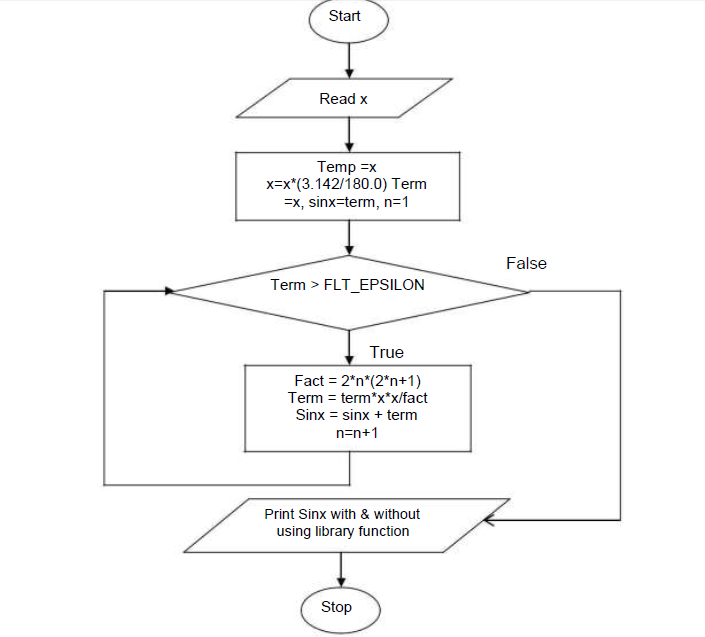 Start
Read x
Temp =x
x=x*(3.142/180.0) Term
=x, sinx=term, n=1
False
Term > FLT_EPSILON
True
Fact = 2*n*(2*n+1)
Term = term*x*x/fact
Sinx = sinx + term
n=n+1
Print Sinx with & without
using library function
Stop